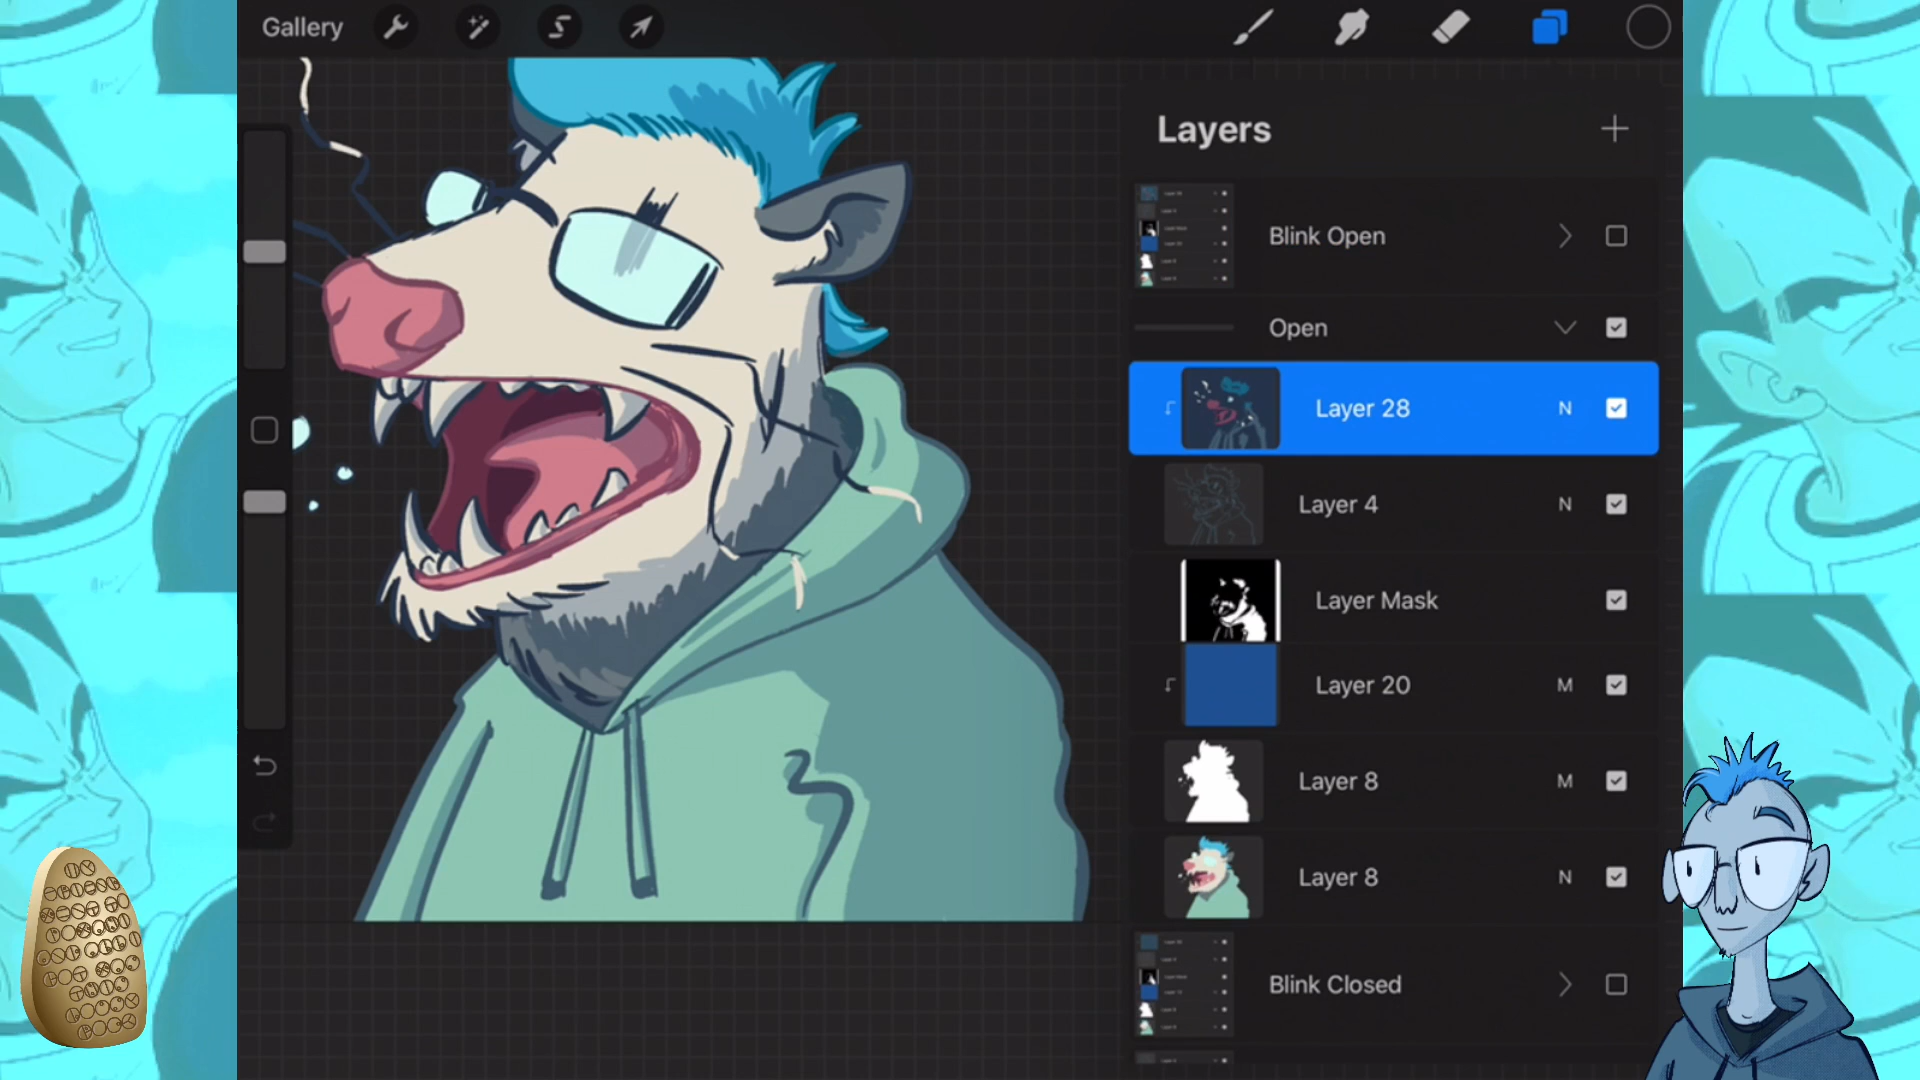 Gallery
Layers
Blink Open
Open
Layer 28 N
Layer 4 N
Layer Mask
Layer 20 M
Layer 8 M
Layer 8 N
Blink Closed